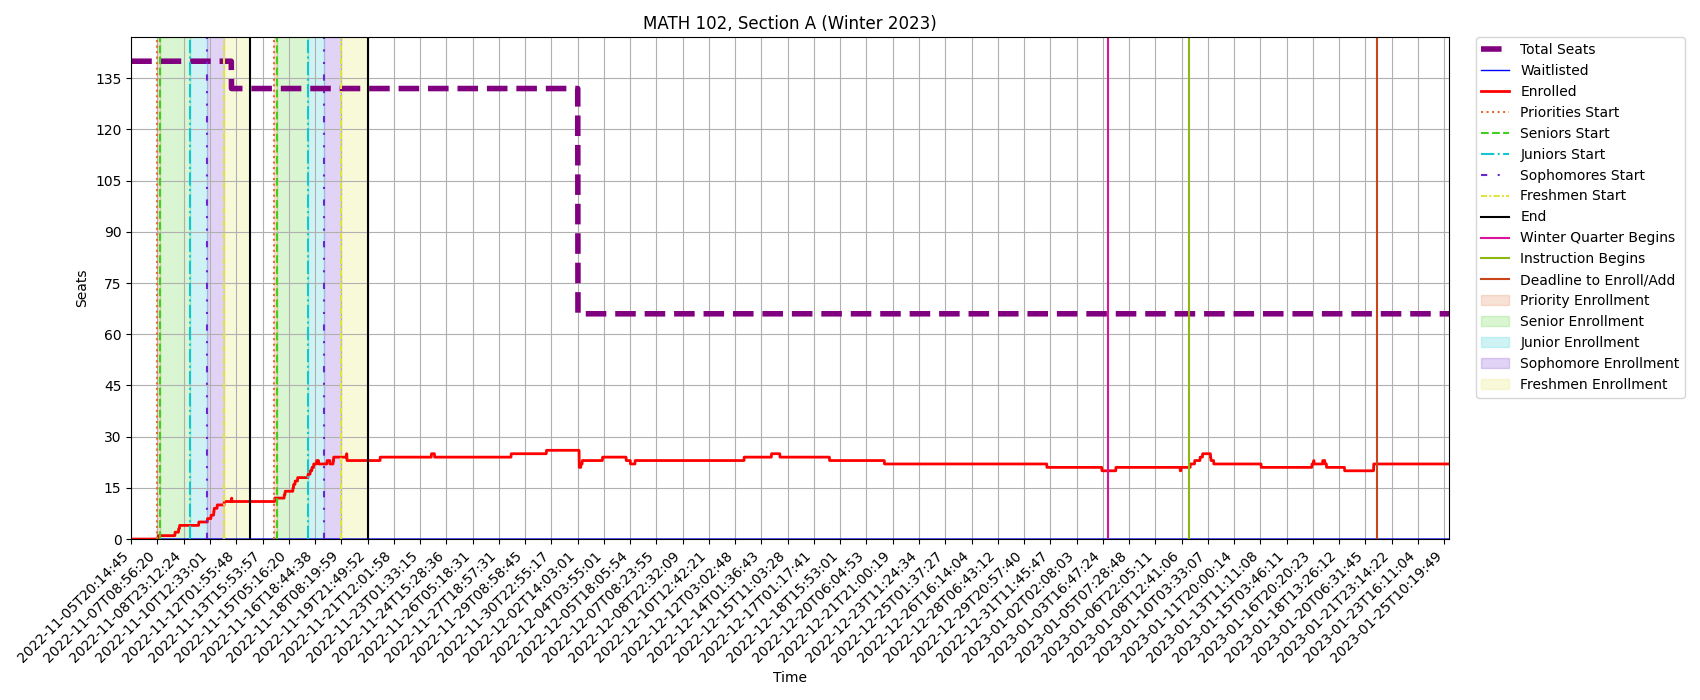 MATH 102, Section A (Winter 2023)
Seats
135
120
105
90
75
60
45
30
15
0
2022-11-05T20:14:45
2022-11-07T08:56:20
2022-11-08T23:12:24
2022-11-10T12:33:01
2022-11-12T01:55:48
2022-11-13T15:53:57
2022-11-15T05:16:20
2022-11-16T18:44:38
2022-11-18T08:19:59
2022-11-19T21:49:52
2022-11-21T12:01:58
2022-11-23T01:33:15
2022-11-24T15:28:36
2022-11-26T05:18:31
2022-11-27T18:57:31
2022-11-29T08:58:45
2022-11-30T22:55:17
2022-12-02T14:03:01
2022-12-04T03:55:01
2022-12-05T18:05:54
2022-12-07T08:23:55
2022-12-08T22:32:09
2022-12-10T12:42:21
2022-12-12T03:02:48
2022-12-14T01:36:43
2022-12-15T11:03:28
2022-12-17T01:17:41
2022-12-18T15:53:01
2022-12-20T06:04:53
2022-12-21T21:00:19
2022-12-23T11:24:34
2022-12-25T01:37:27
2022-12-26T16:14:04
2022-12-28T06:43:12
2022-12-29T20:57:40
2022-12-31T11:45:47
2023-01-02T02:08:03
2023-01-03T16:47:24
2023-01-05T07:28:48
2023-01-06T22:05:11
2023-01-08T12:41:06
2023-01-10T03:33:07
2023-01-11T20:00:14
2023-01-13T11:11:08
2023-01-15T03:46:11
2023-01-16T20:20:23
2023-01-18T13:26:12
2023-01-20T06:31:45
2023-01-21T23:14:22
2023-01-23T16:11:04
2023-01-25T10:19:49
Time
Total Seats
Waitlisted
Enrolled
Priorities Start
Seniors Start
Juniors Start
Sophomores Start
Freshmen Start
End
Winter Quarter Begins
Instruction Begins
Deadline to Enroll/Add
Priority Enrollment
Senior Enrollment
Junior Enrollment
Sophomore Enrollment
Freshmen Enrollment